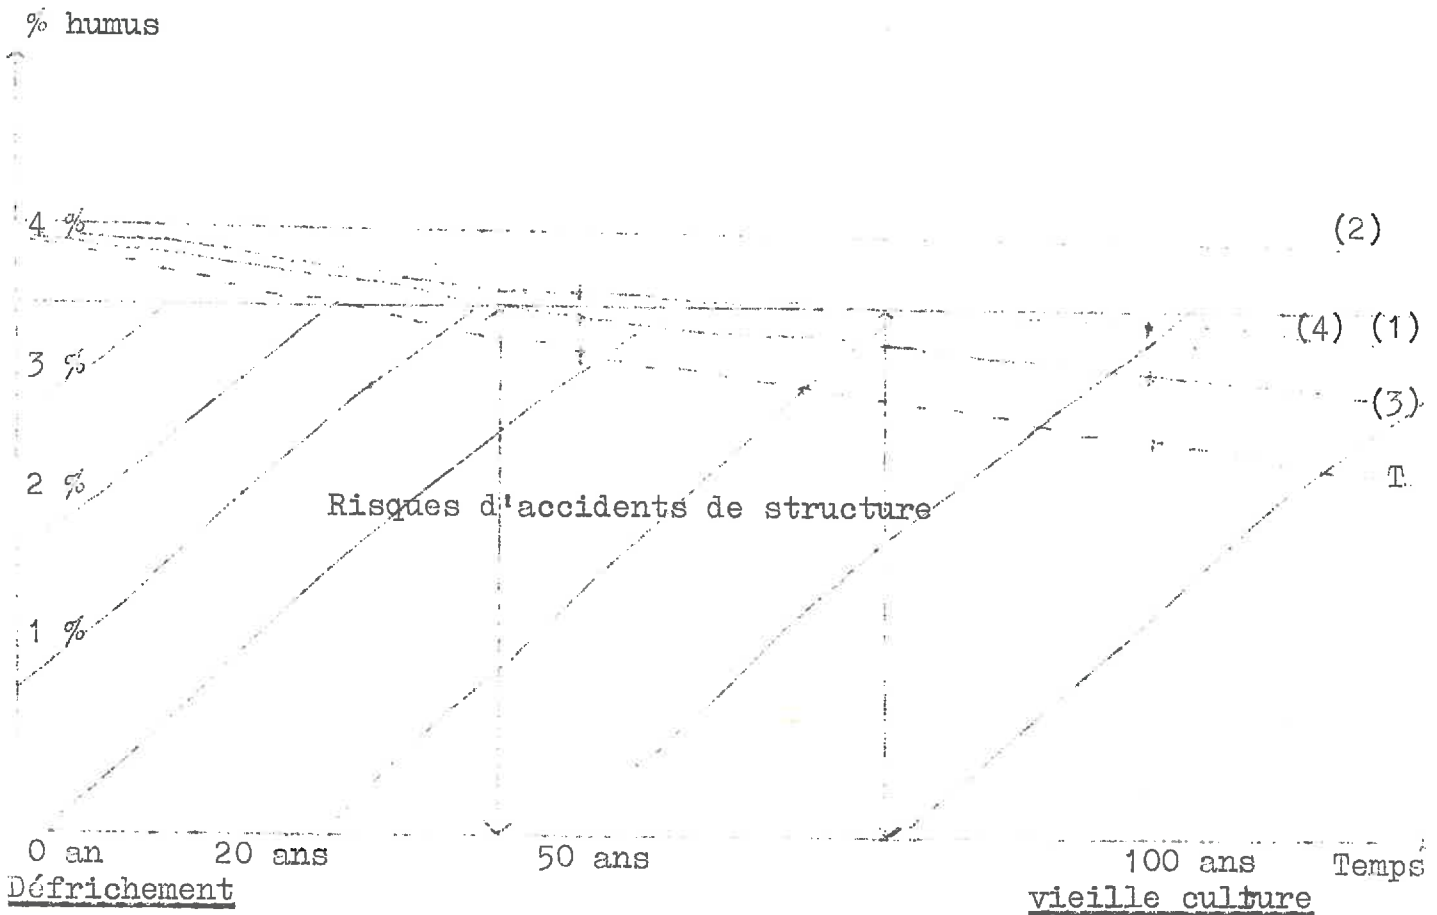 % humus
4 %
(2)
(4) (1)
3 %
(3)
2 %
T
Risques d'accidents de structure
1 %
0 an 20 ans 50 ans 100 ans Temps
Défrichement vieille culture